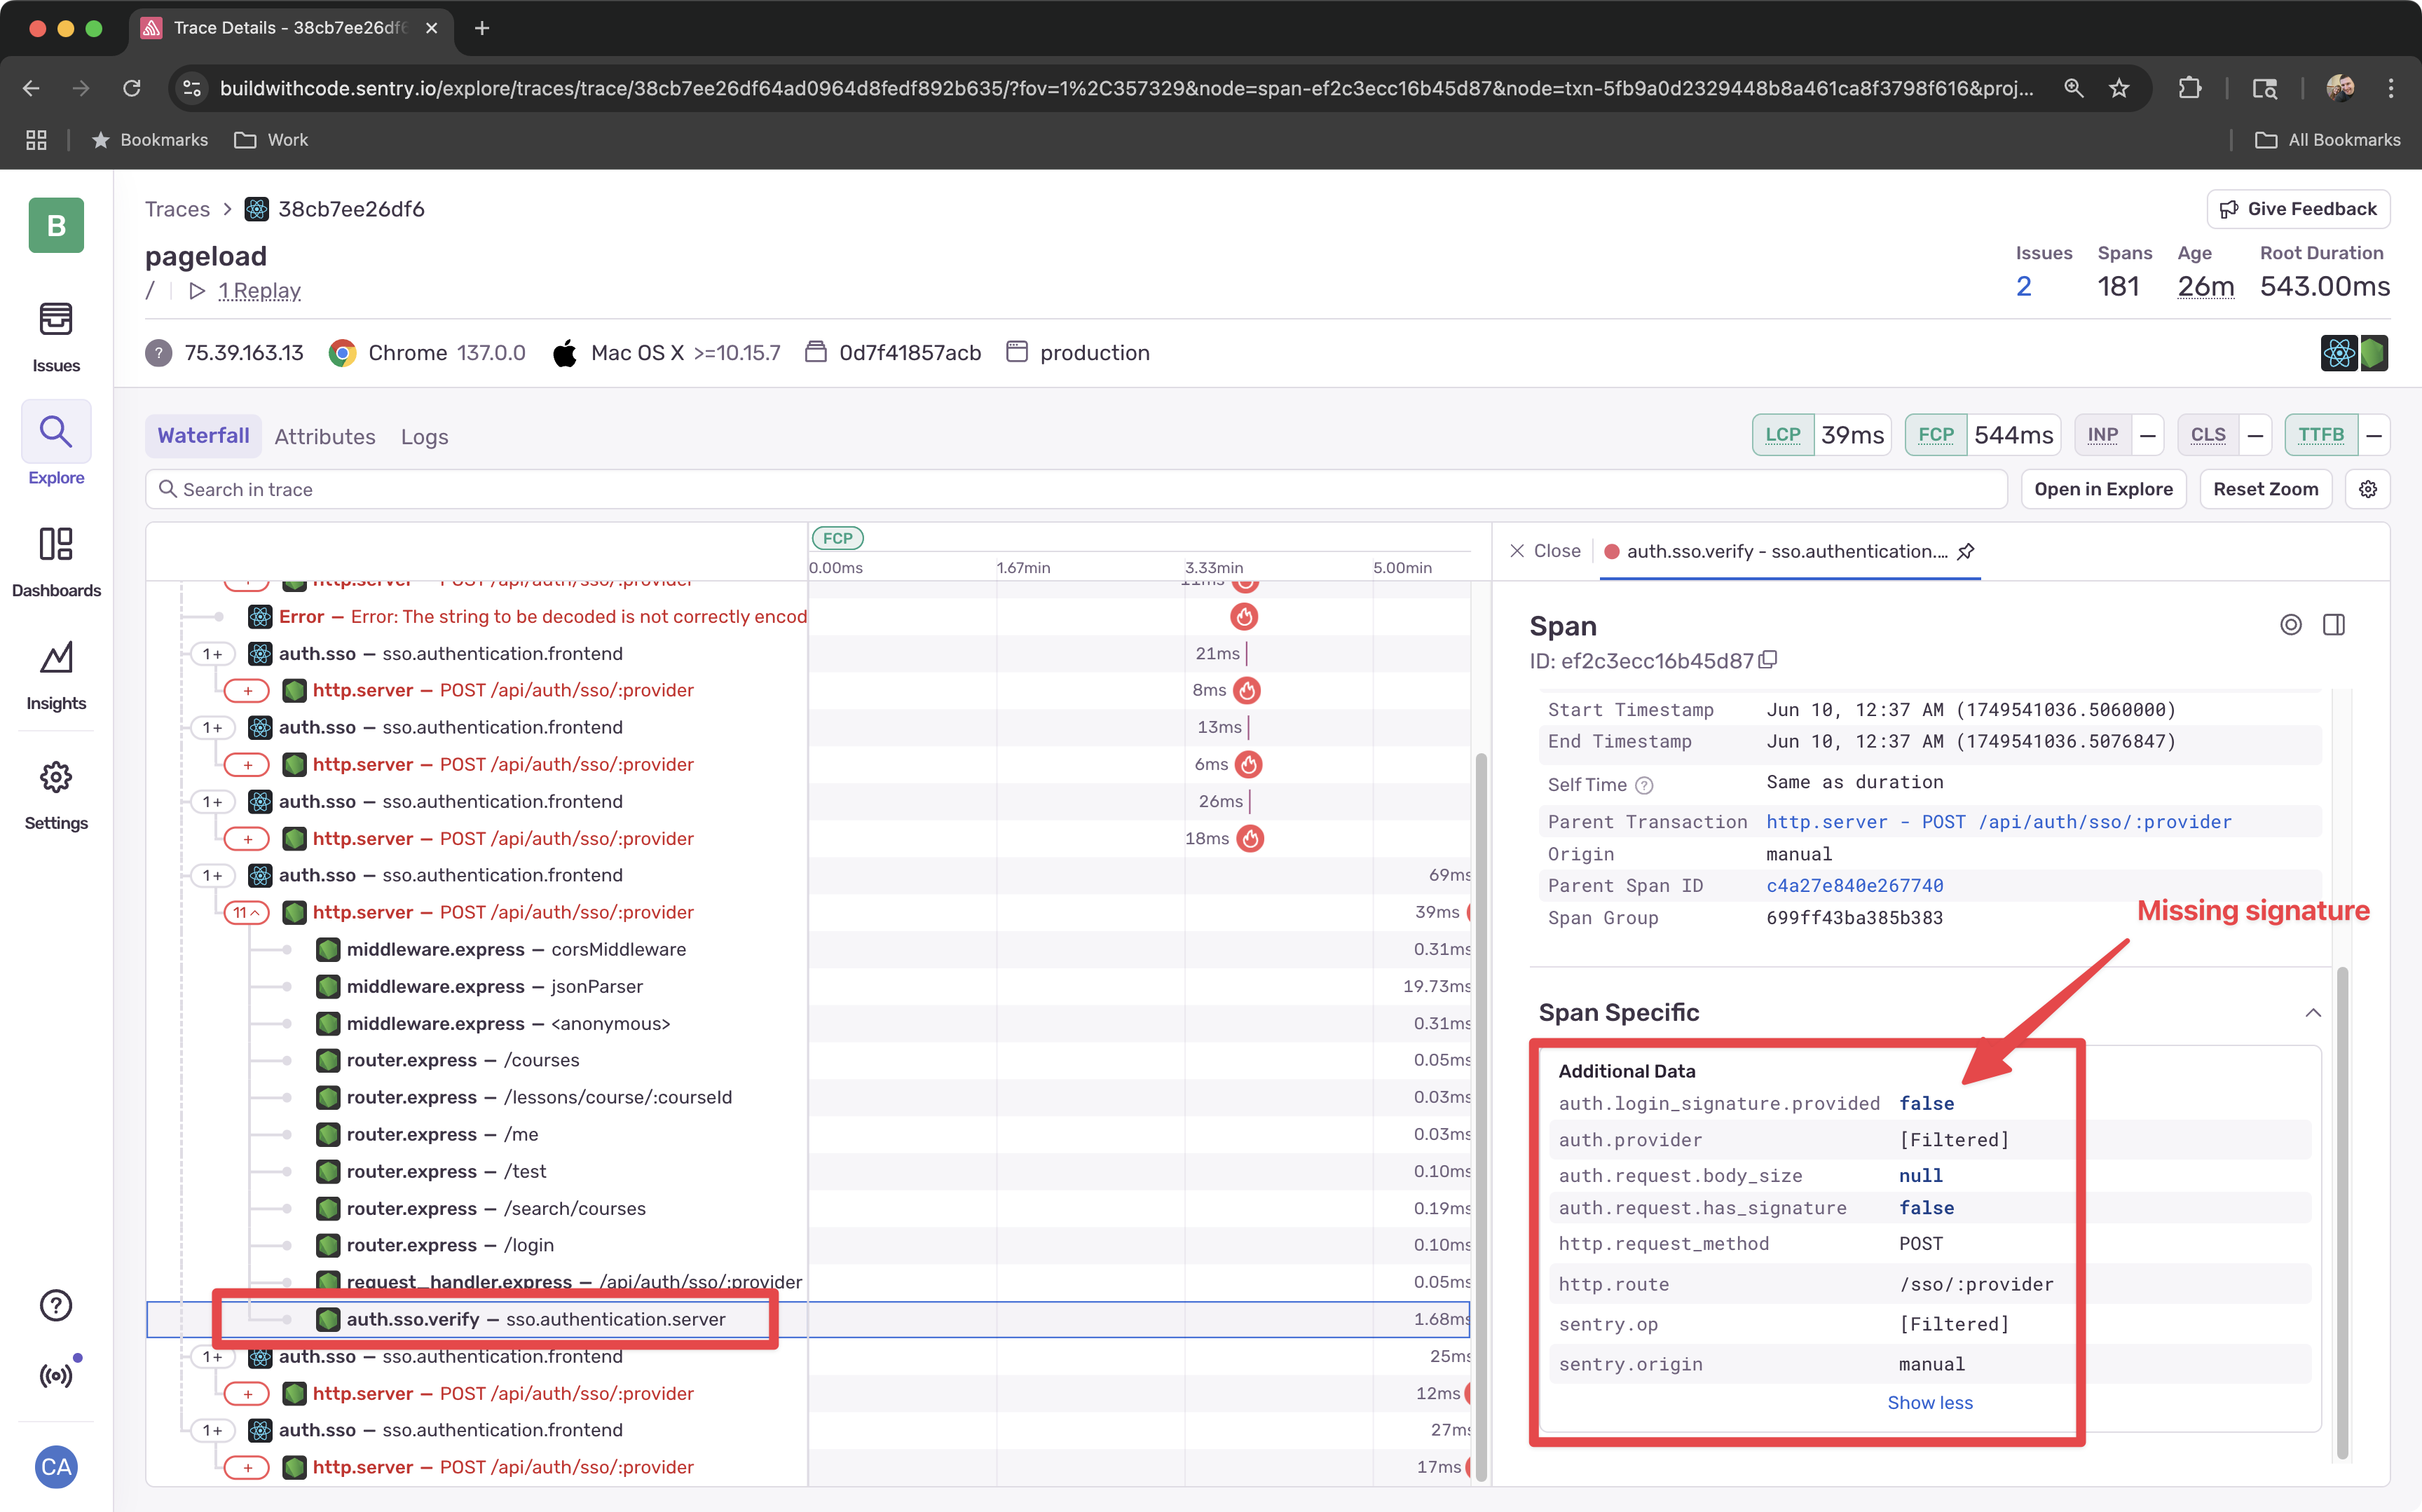 Trace Details - 38cb7ee26df6
buildwithcode.sentry.io/explore/traces/trace/38cb7ee26df64ad0964d8fedf892b635/?fov=1%2C357329&node=span-ef2c3ecc16b45d87&node=txn-5fb9a0d2329448b8a461ca8f3798f616&proj...
Bookmarks
Work
All Bookmarks
B
Issues
Explore
Dashboards
Insights
Settings
CA
Traces > 38cb7ee26df6
Give Feedback
pageload
/ 1 Replay
Issues Spans Age Root Duration
2 181 26m 543.00ms
75.39.163.13 Chrome 137.0.0 Mac OS X >=10.15.7 0d7f41857acb production
Waterfall Attributes Logs
LCP 39ms FCP 544ms INP — CLS — TTFB —
Search in trace
Open in Explore
Reset Zoom
FCP
0.00ms 1.67min 3.33min 5.00min
http.server — POST /api/auth/sso/:provider 11ms
Error — Error: The string to be decoded is not correctly encod
1+ auth.sso — sso.authentication.frontend 21ms
+ http.server — POST /api/auth/sso/:provider 8ms
1+ auth.sso — sso.authentication.frontend 13ms
+ http.server — POST /api/auth/sso/:provider 6ms
1+ auth.sso — sso.authentication.frontend 26ms
+ http.server — POST /api/auth/sso/:provider 18ms
1+ auth.sso — sso.authentication.frontend 69ms
11 http.server — POST /api/auth/sso/:provider 39ms
middleware.express — corsMiddleware 0.31ms
middleware.express — jsonParser 19.73ms
middleware.express — <anonymous> 0.31ms
router.express — /courses 0.05ms
router.express — /lessons/course/:courseId 0.03ms
router.express — /me 0.03ms
router.express — /test 0.10ms
router.express — /search/courses 0.19ms
router.express — /login 0.10ms
request_handler.express — /api/auth/sso/:provider 0.05ms
auth.sso.verify — sso.authentication.server 1.68ms
1+ auth.sso — sso.authentication.frontend 25ms
+ http.server — POST /api/auth/sso/:provider 12ms
1+ auth.sso — sso.authentication.frontend 27ms
+ http.server — POST /api/auth/sso/:provider 17ms
Close
auth.sso.verify - sso.authentication....
Span
ID: ef2c3ecc16b45d87
Start Timestamp Jun 10, 12:37 AM (1749541036.5060000)
End Timestamp Jun 10, 12:37 AM (1749541036.5076847)
Self Time ? Same as duration
Parent Transaction http.server - POST /api/auth/sso/:provider
Origin manual
Parent Span ID c4a27e840e267740
Span Group 699ff43ba385b383
Missing signature
Span Specific
Additional Data
auth.login_signature.provided false
auth.provider [Filtered]
auth.request.body_size null
auth.request.has_signature false
http.request_method POST
http.route /sso/:provider
sentry.op [Filtered]
sentry.origin manual
Show less